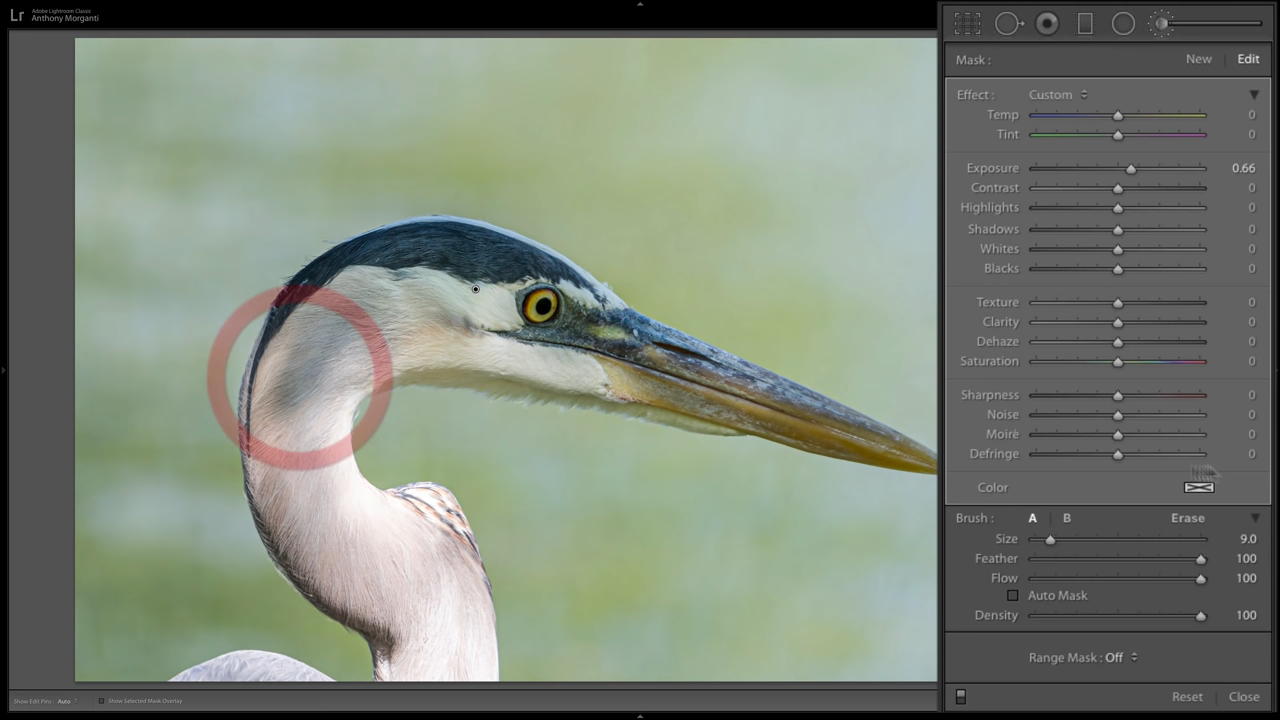 Lr
Adobe Lightroom Classic
Anthony Morganti
Mask : New Edit
Effect : Custom
Temp 0
Tint 0
Exposure 0.66
Contrast 0
Highlights 0
Shadows 0
Whites 0
Blacks 0
Texture 0
Clarity 0
Dehaze 0
Saturation 0
Sharpness 0
Noise 0
Moiré 0
Defringe 0
Color
Brush : A B Erase
Size 9.0
Feather 100
Flow 100
Auto Mask
Density 100
Range Mask : Off
Reset Close
Show Edit Pins : Auto Show Selected Mask Overlay